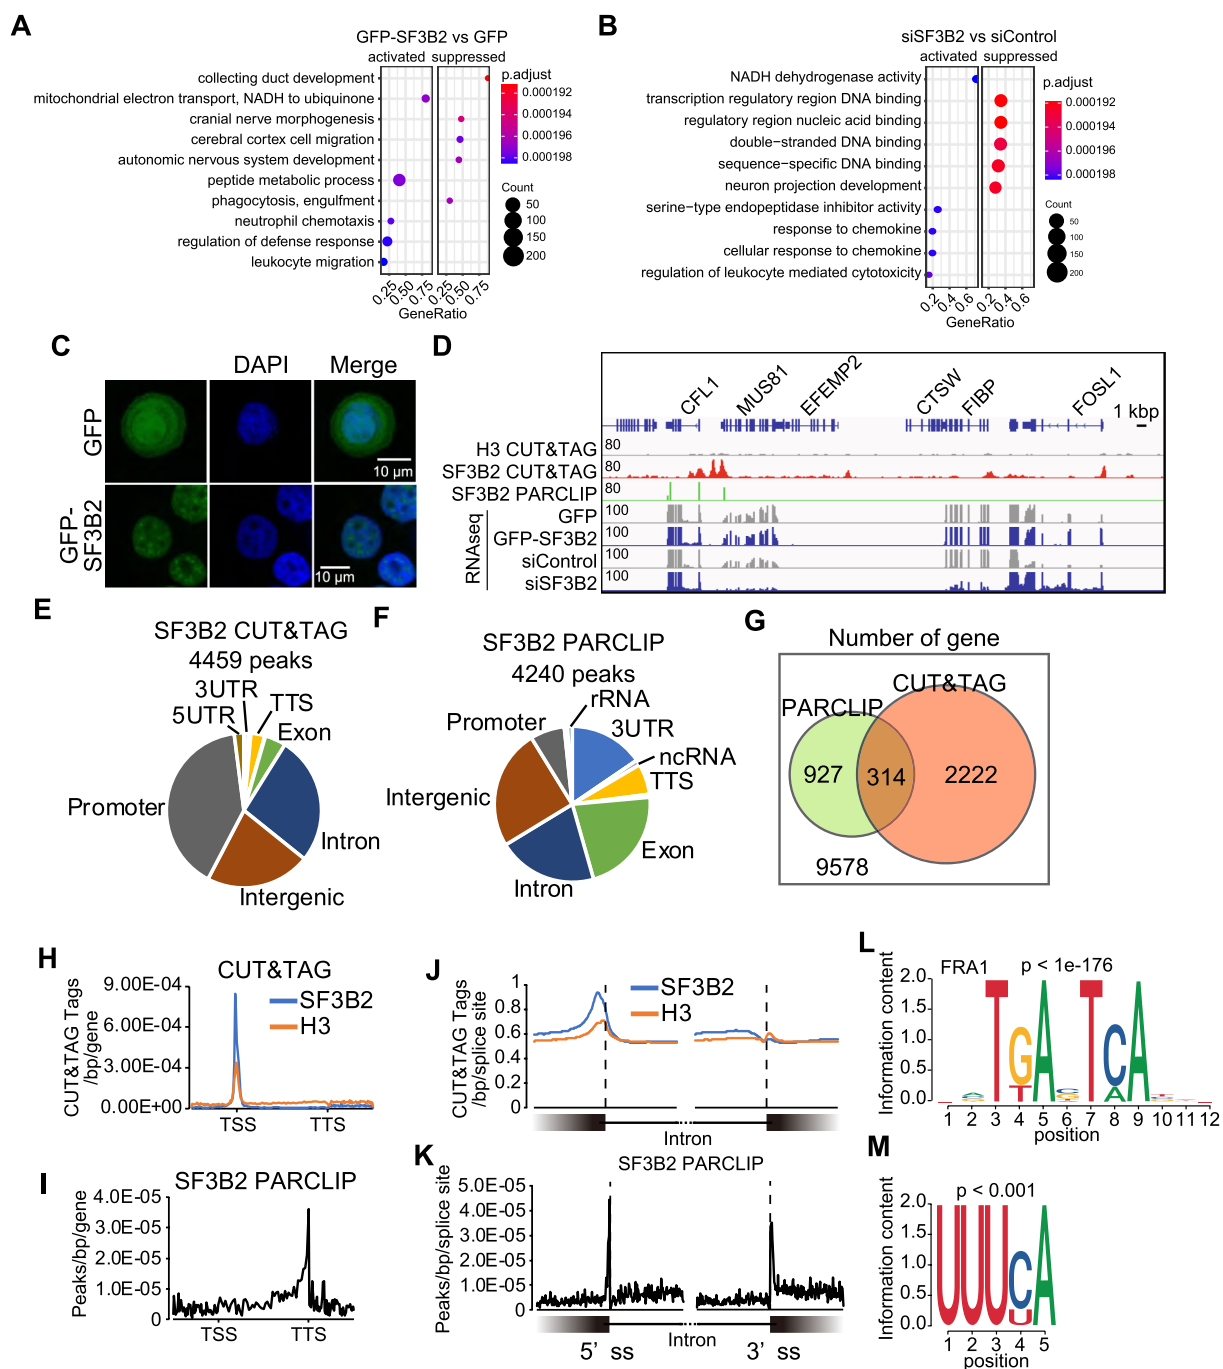 A
GFP-SF3B2 vs GFP
activated suppressed
collecting duct development
mitochondrial electron transport, NADH to ubiquinone
cranial nerve morphogenesis
cerebral cortex cell migration
autonomic nervous system development
peptide metabolic process
phagocytosis, engulfment
neutrophil chemotaxis
regulation of defense response
leukocyte migration
0.25 0.50 0.75 0.25 0.50 0.75
GeneRatio
p.adjust
0.000192
0.000194
0.000196
0.000198
Count
50
100
150
200
B
siSF3B2 vs siControl
activated suppressed
NADH dehydrogenase activity
transcription regulatory region DNA binding
regulatory region nucleic acid binding
double−stranded DNA binding
sequence−specific DNA binding
neuron projection development
serine−type endopeptidase inhibitor activity
response to chemokine
cellular response to chemokine
regulation of leukocyte mediated cytotoxicity
0.2 0.4 0.6 0.2 0.4 0.6
GeneRatio
p.adjust
0.000192
0.000194
0.000196
0.000198
Count
50
100
150
200
C
DAPI Merge
GFP
10 µm
GFP-
SF3B2
10 µm
D
CFL1 MUS81 EFEMP2 CTSW FIBP FOSL1
1 kbp
H3 CUT&TAG 80
SF3B2 CUT&TAG 80
SF3B2 PARCLIP 80
RNAseq
GFP 100
GFP-SF3B2 100
siControl 100
siSF3B2 100
E
SF3B2 CUT&TAG
4459 peaks
3UTR
5UTR
TTS
Exon
Promoter
Intron
Intergenic
F
SF3B2 PARCLIP
4240 peaks
rRNA
Promoter
3UTR
ncRNA
TTS
Intergenic
Exon
Intron
G
Number of gene
CUT&TAG
PARCLIP
927 314 2222
9578
H
CUT&TAG
CUT&TAG Tags
/bp/gene
9.00E-04
6.00E-04
3.00E-04
0.00E+00
SF3B2
H3
TSS TTS
I
SF3B2 PARCLIP
Peaks/bp/gene
4.0E-05
3.0E-05
2.0E-05
1.0E-05
0
TSS TTS
J
CUT&TAG Tags
/bp/splice site
1
0.8
0.6
0.4
0.2
0
SF3B2
H3
Intron
K
SF3B2 PARCLIP
Peaks/bp/splice site
5.0E-05
4.0E-05
3.0E-05
2.0E-05
1.0E-05
0
Intron
5’ ss 3’ ss
L
FRA1 p < 1e-176
Information content
2.0
1.5
1.0
0.5
0.0
TGATCA
1 2 3 4 5 6 7 8 9 10 11 12
position
M
p < 0.001
Information content
2.0
1.5
1.0
0.5
0.0
UUUCA
U
1 2 3 4 5
position